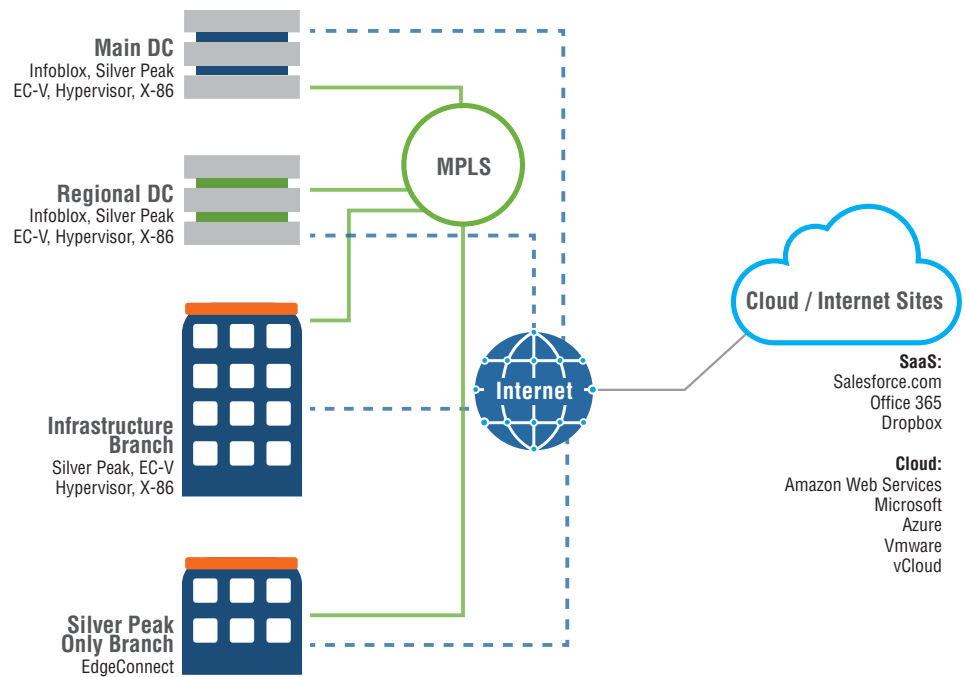 Main DC
Infoblox, Silver Peak
EC-V, Hypervisor, X-86
MPLS
Regional DC
Infoblox, Silver Peak
EC-V, Hypervisor, X-86
Cloud / Internet Sites
SaaS:
Salesforce.com
Office 365
Dropbox
Cloud:
Amazon Web Services
Microsoft
Azure
Vmware
vCloud
Internet
Infrastructure
Branch
Silver Peak, EC-V
Hypervisor, X-86
Silver Peak
Only Branch
EdgeConnect